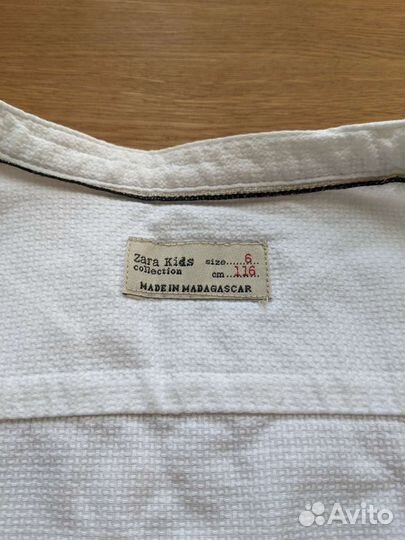 Zara Kids size......6..
collection cm....116...
MADE IN MADAGASCAR
Avito